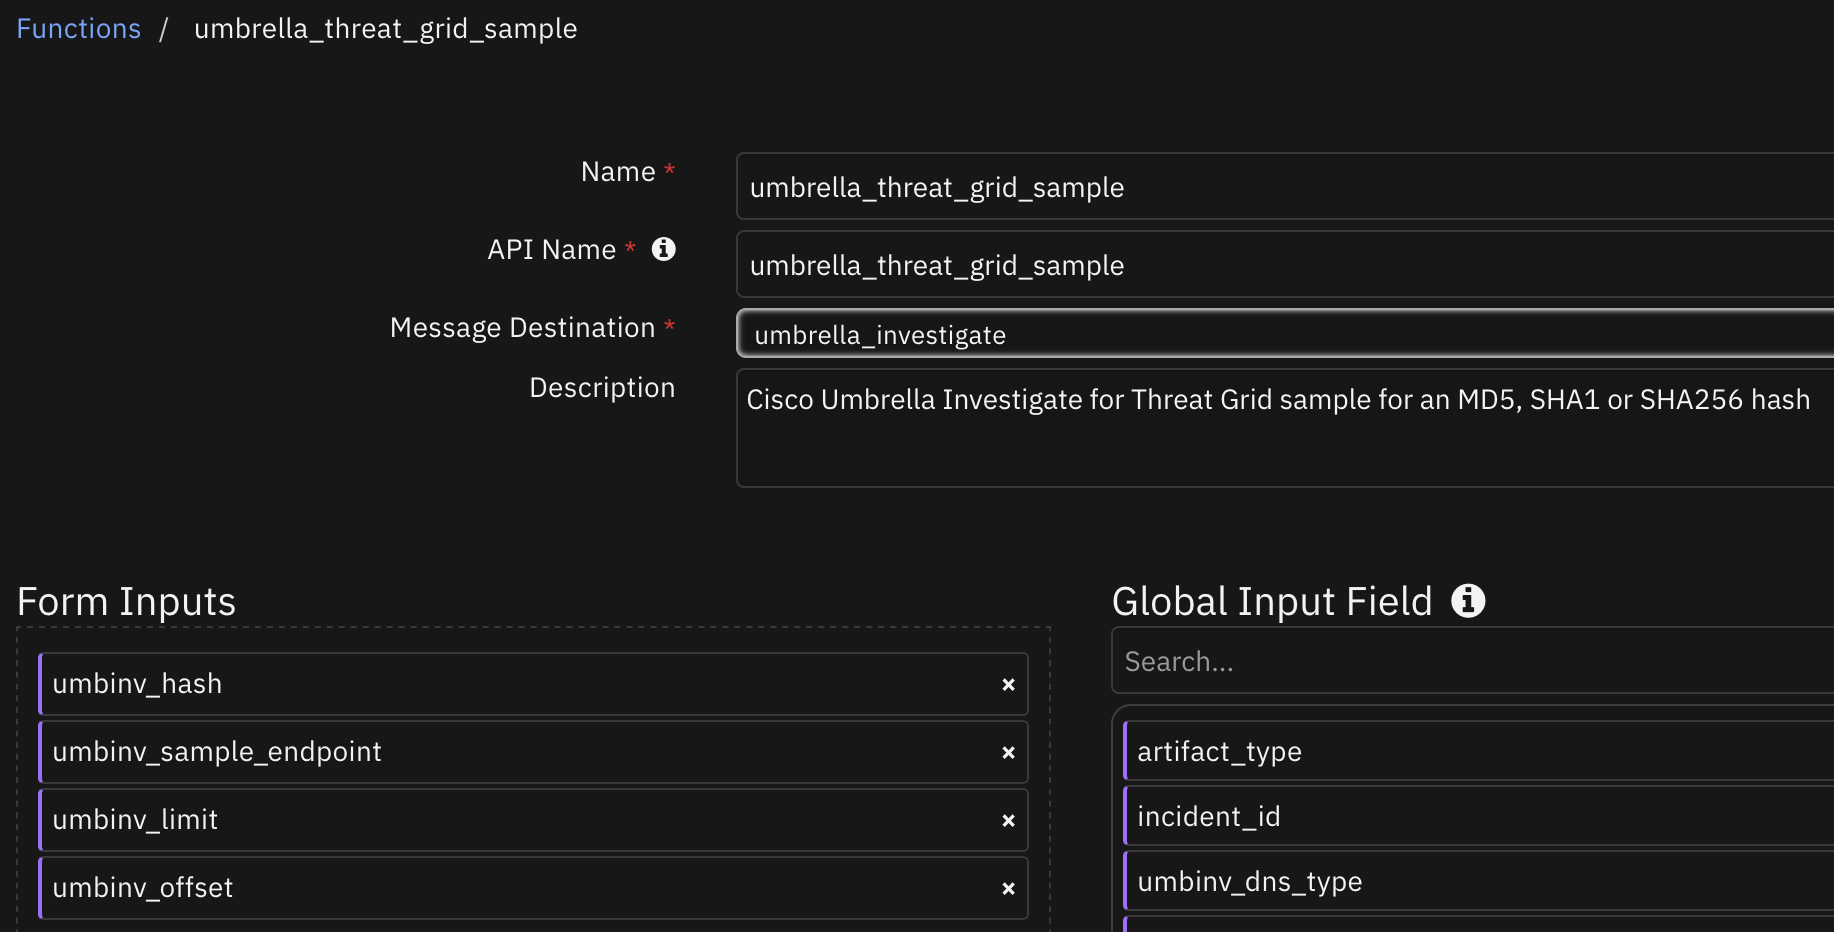 Functions / umbrella_threat_grid_sample
Name *
umbrella_threat_grid_sample
API Name *
umbrella_threat_grid_sample
Message Destination *
umbrella_investigate
Description
Cisco Umbrella Investigate for Threat Grid sample for an MD5, SHA1 or SHA256 hash
Form Inputs
umbinv_hash
umbinv_sample_endpoint
umbinv_limit
umbinv_offset
Global Input Field
Search...
artifact_type
incident_id
umbinv_dns_type